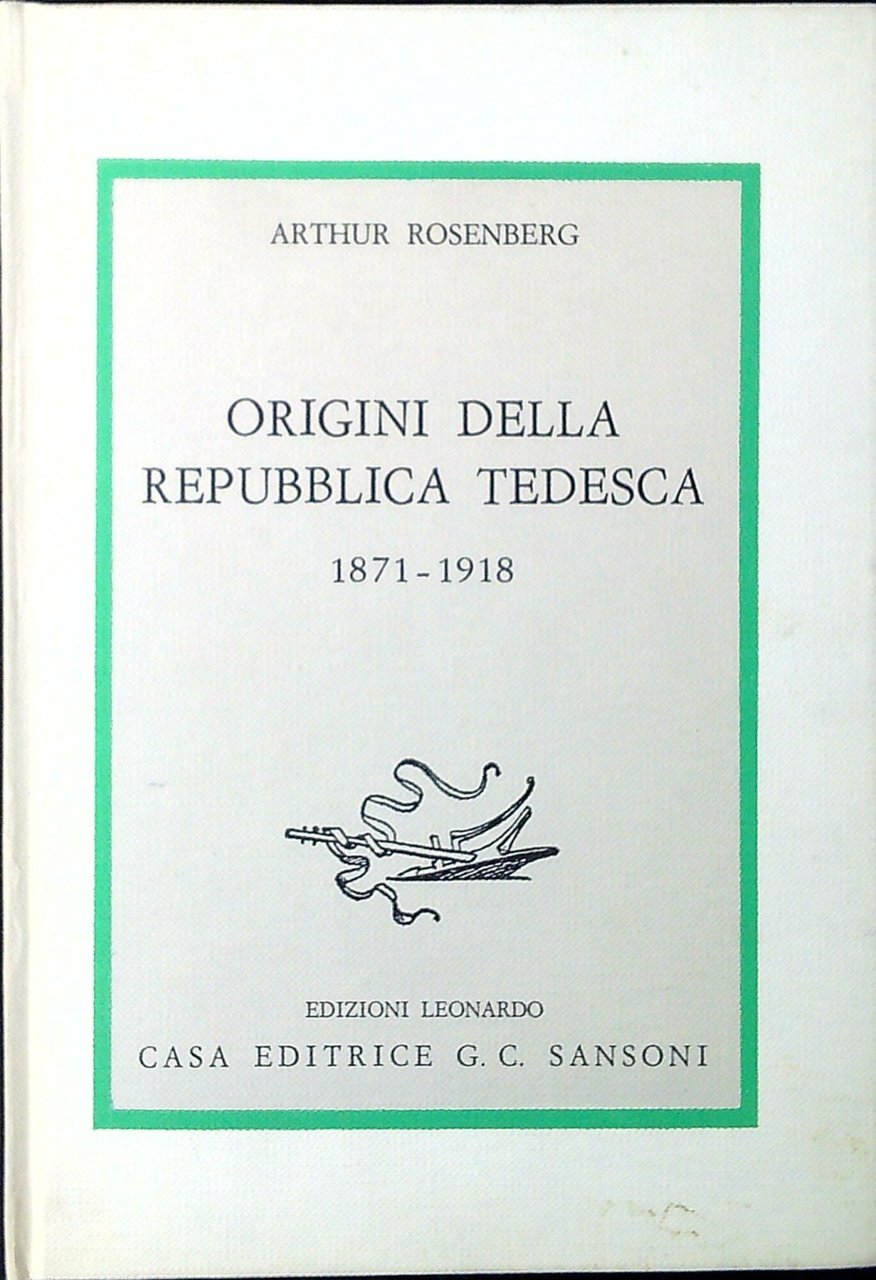 ARTHUR ROSENBERG
ORIGINI DELLA
REPUBBLICA TEDESCA
1871-1918
EDIZIONI LEONARDO
CASA EDITRICE G. C. SANSONI